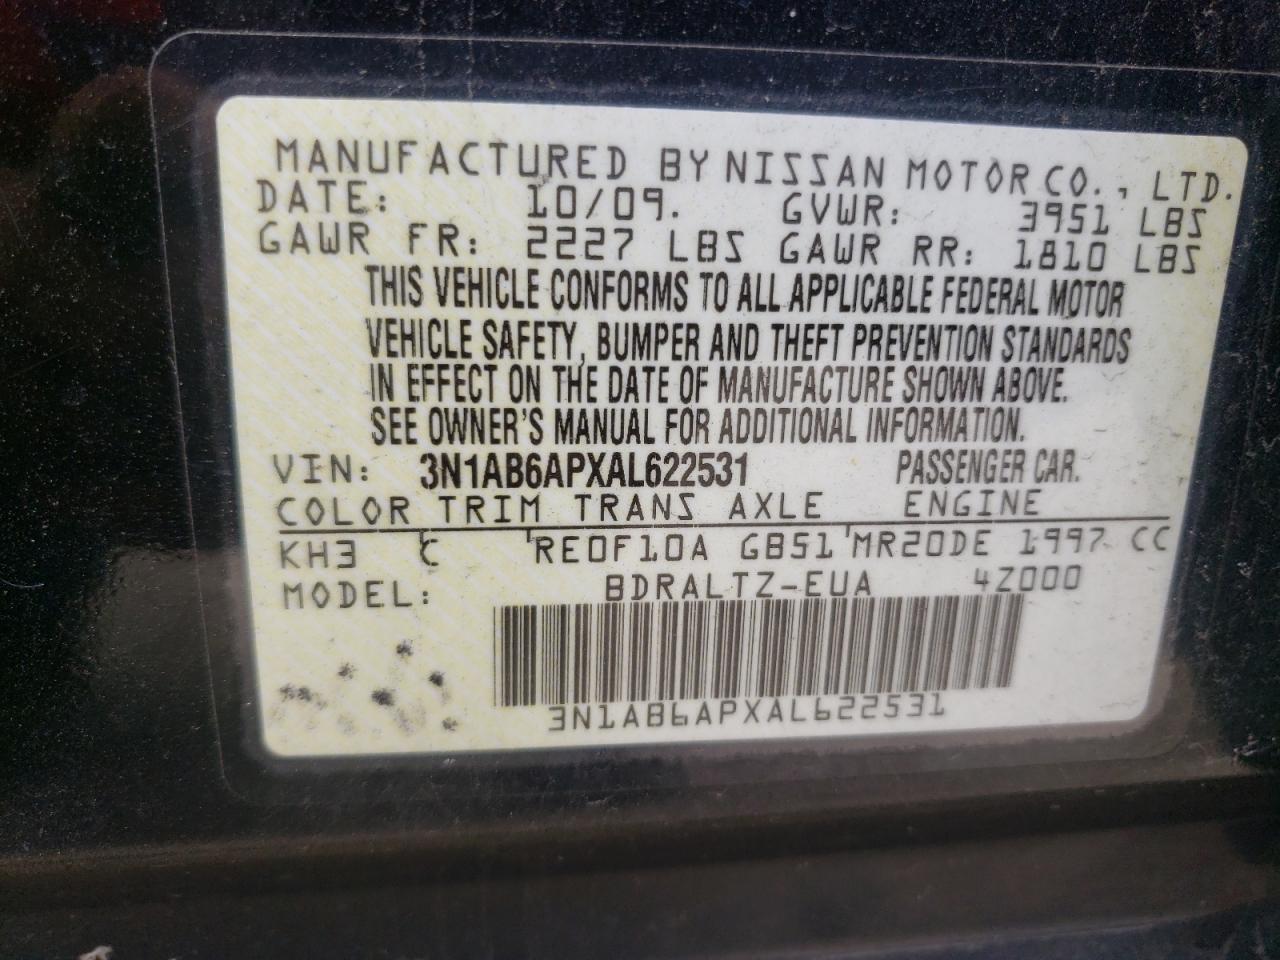 MANUFACTURED BY NISSAN MOTOR CO., LTD.
DATE: 10/09. GVWR: 3951 LBS
GAWR FR: 2227 LBS GAWR RR: 1810 LBS
THIS VEHICLE CONFORMS TO ALL APPLICABLE FEDERAL MOTOR
VEHICLE SAFETY, BUMPER AND THEFT PREVENTION STANDARDS
IN EFFECT ON THE DATE OF MANUFACTURE SHOWN ABOVE.
SEE OWNER'S MANUAL FOR ADDITIONAL INFORMATION.
VIN: 3N1AB6APXAL622531 PASSENGER CAR.
COLOR TRIM TRANS AXLE ENGINE
KH3 C RE0F10A GB51 MR20DE 1997 CC
MODEL: BDRALTZ-EUA 4Z000
3N1AB6APXAL622531